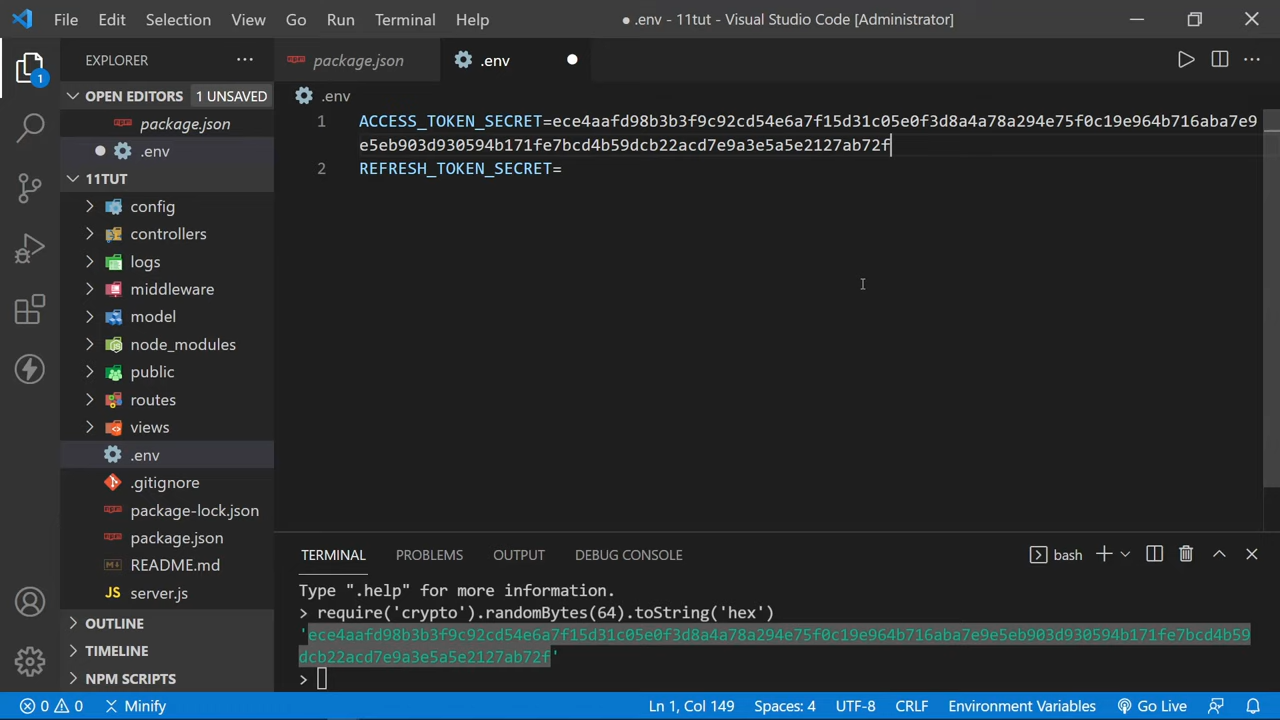 File Edit Selection View Go Run Terminal Help
● .env - 11tut - Visual Studio Code [Administrator]
EXPLORER ···
package.json
.env
OPEN EDITORS 1 UNSAVED
package.json
.env
11TUT
config
controllers
logs
middleware
model
node_modules
public
routes
views
.env
.gitignore
package-lock.json
package.json
README.md
JS server.js
OUTLINE
TIMELINE
NPM SCRIPTS
1
.env
1 ACCESS_TOKEN_SECRET=ece4aafd98b3b3f9c92cd54e6a7f15d31c05e0f3d8a4a78a294e75f0c19e964b716aba7e9
e5eb903d930594b171fe7bcd4b59dcb22acd7e9a3e5a5e2127ab72f
2 REFRESH_TOKEN_SECRET=
TERMINAL PROBLEMS OUTPUT DEBUG CONSOLE
bash
Type ".help" for more information.
> require('crypto').randomBytes(64).toString('hex')
'ece4aafd98b3b3f9c92cd54e6a7f15d31c05e0f3d8a4a78a294e75f0c19e964b716aba7e9e5eb903d930594b171fe7bcd4b59
dcb22acd7e9a3e5a5e2127ab72f'
>
0 0 Minify
Ln 1, Col 149 Spaces: 4 UTF-8 CRLF Environment Variables Go Live